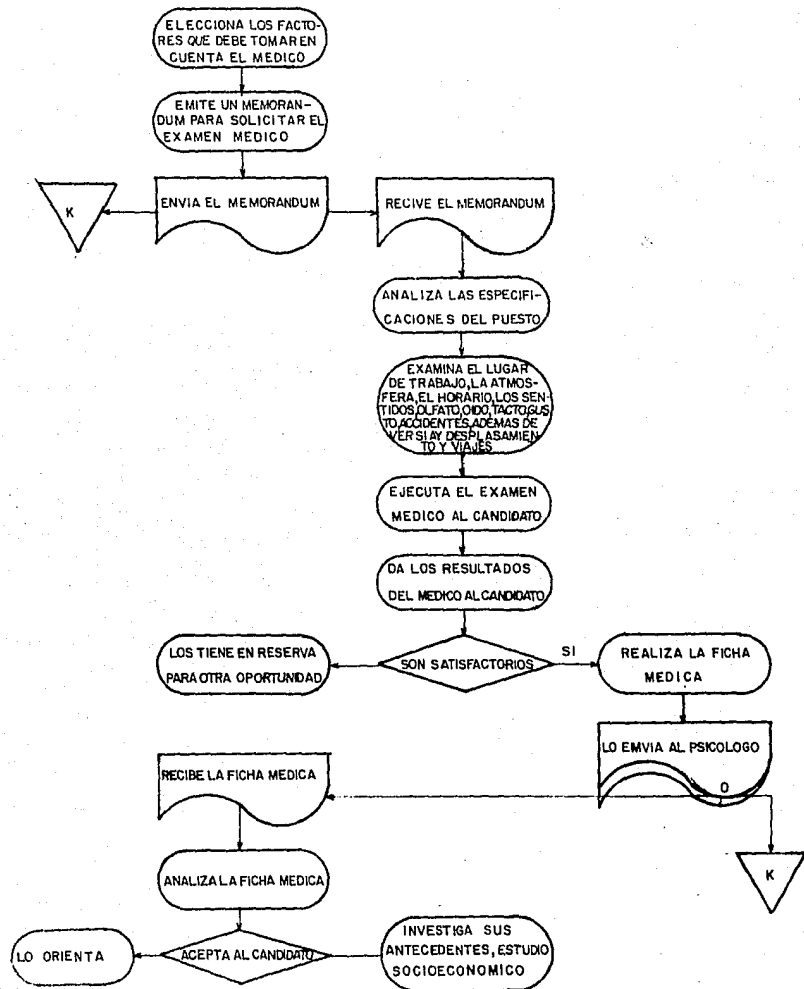 ELECCIONA LOS FACTO-
RES QUE DEBE TOMAR EN
CUENTA EL MEDICO
EMITE UN MEMORAN-
DUM PARA SOLICITAR EL
EXAMEN MEDICO
K
ENVIA EL MEMORANDUM
RECIVE EL MEMORANDUM
ANALIZA LAS ESPECIFI-
CACIONES DEL PUESTO
EXAMINA EL LUGAR
DE TRABAJO, LA ATMOS-
FERA, EL HORARIO, LOS SEN-
TIDOS, OLFATO, OIDO, TACTO, GUS
TO, ACCIDENTES, ADEMAS DE
VER SI AY DESPLASAMIEN
TO Y VIAJES
EJECUTA EL EXAMEN
MEDICO AL CANDIDATO
DA LOS RESULTADOS
DEL MEDICO AL CANDIDATO
LOS TIENE EN RESERVA
PARA OTRA OPORTUNIDAD
SON SATISFACTORIOS
SI
REALIZA LA FICHA
MEDICA
LO EMVIA AL PSICOLOGO
O
RECIBE LA FICHA MEDICA
K
ANALIZA LA FICHA MEDICA
LO ORIENTA
ACEPTA AL CANDIDATO
INVESTIGA SUS
ANTECEDENTES, ESTUDIO
SOCIOECONOMICO